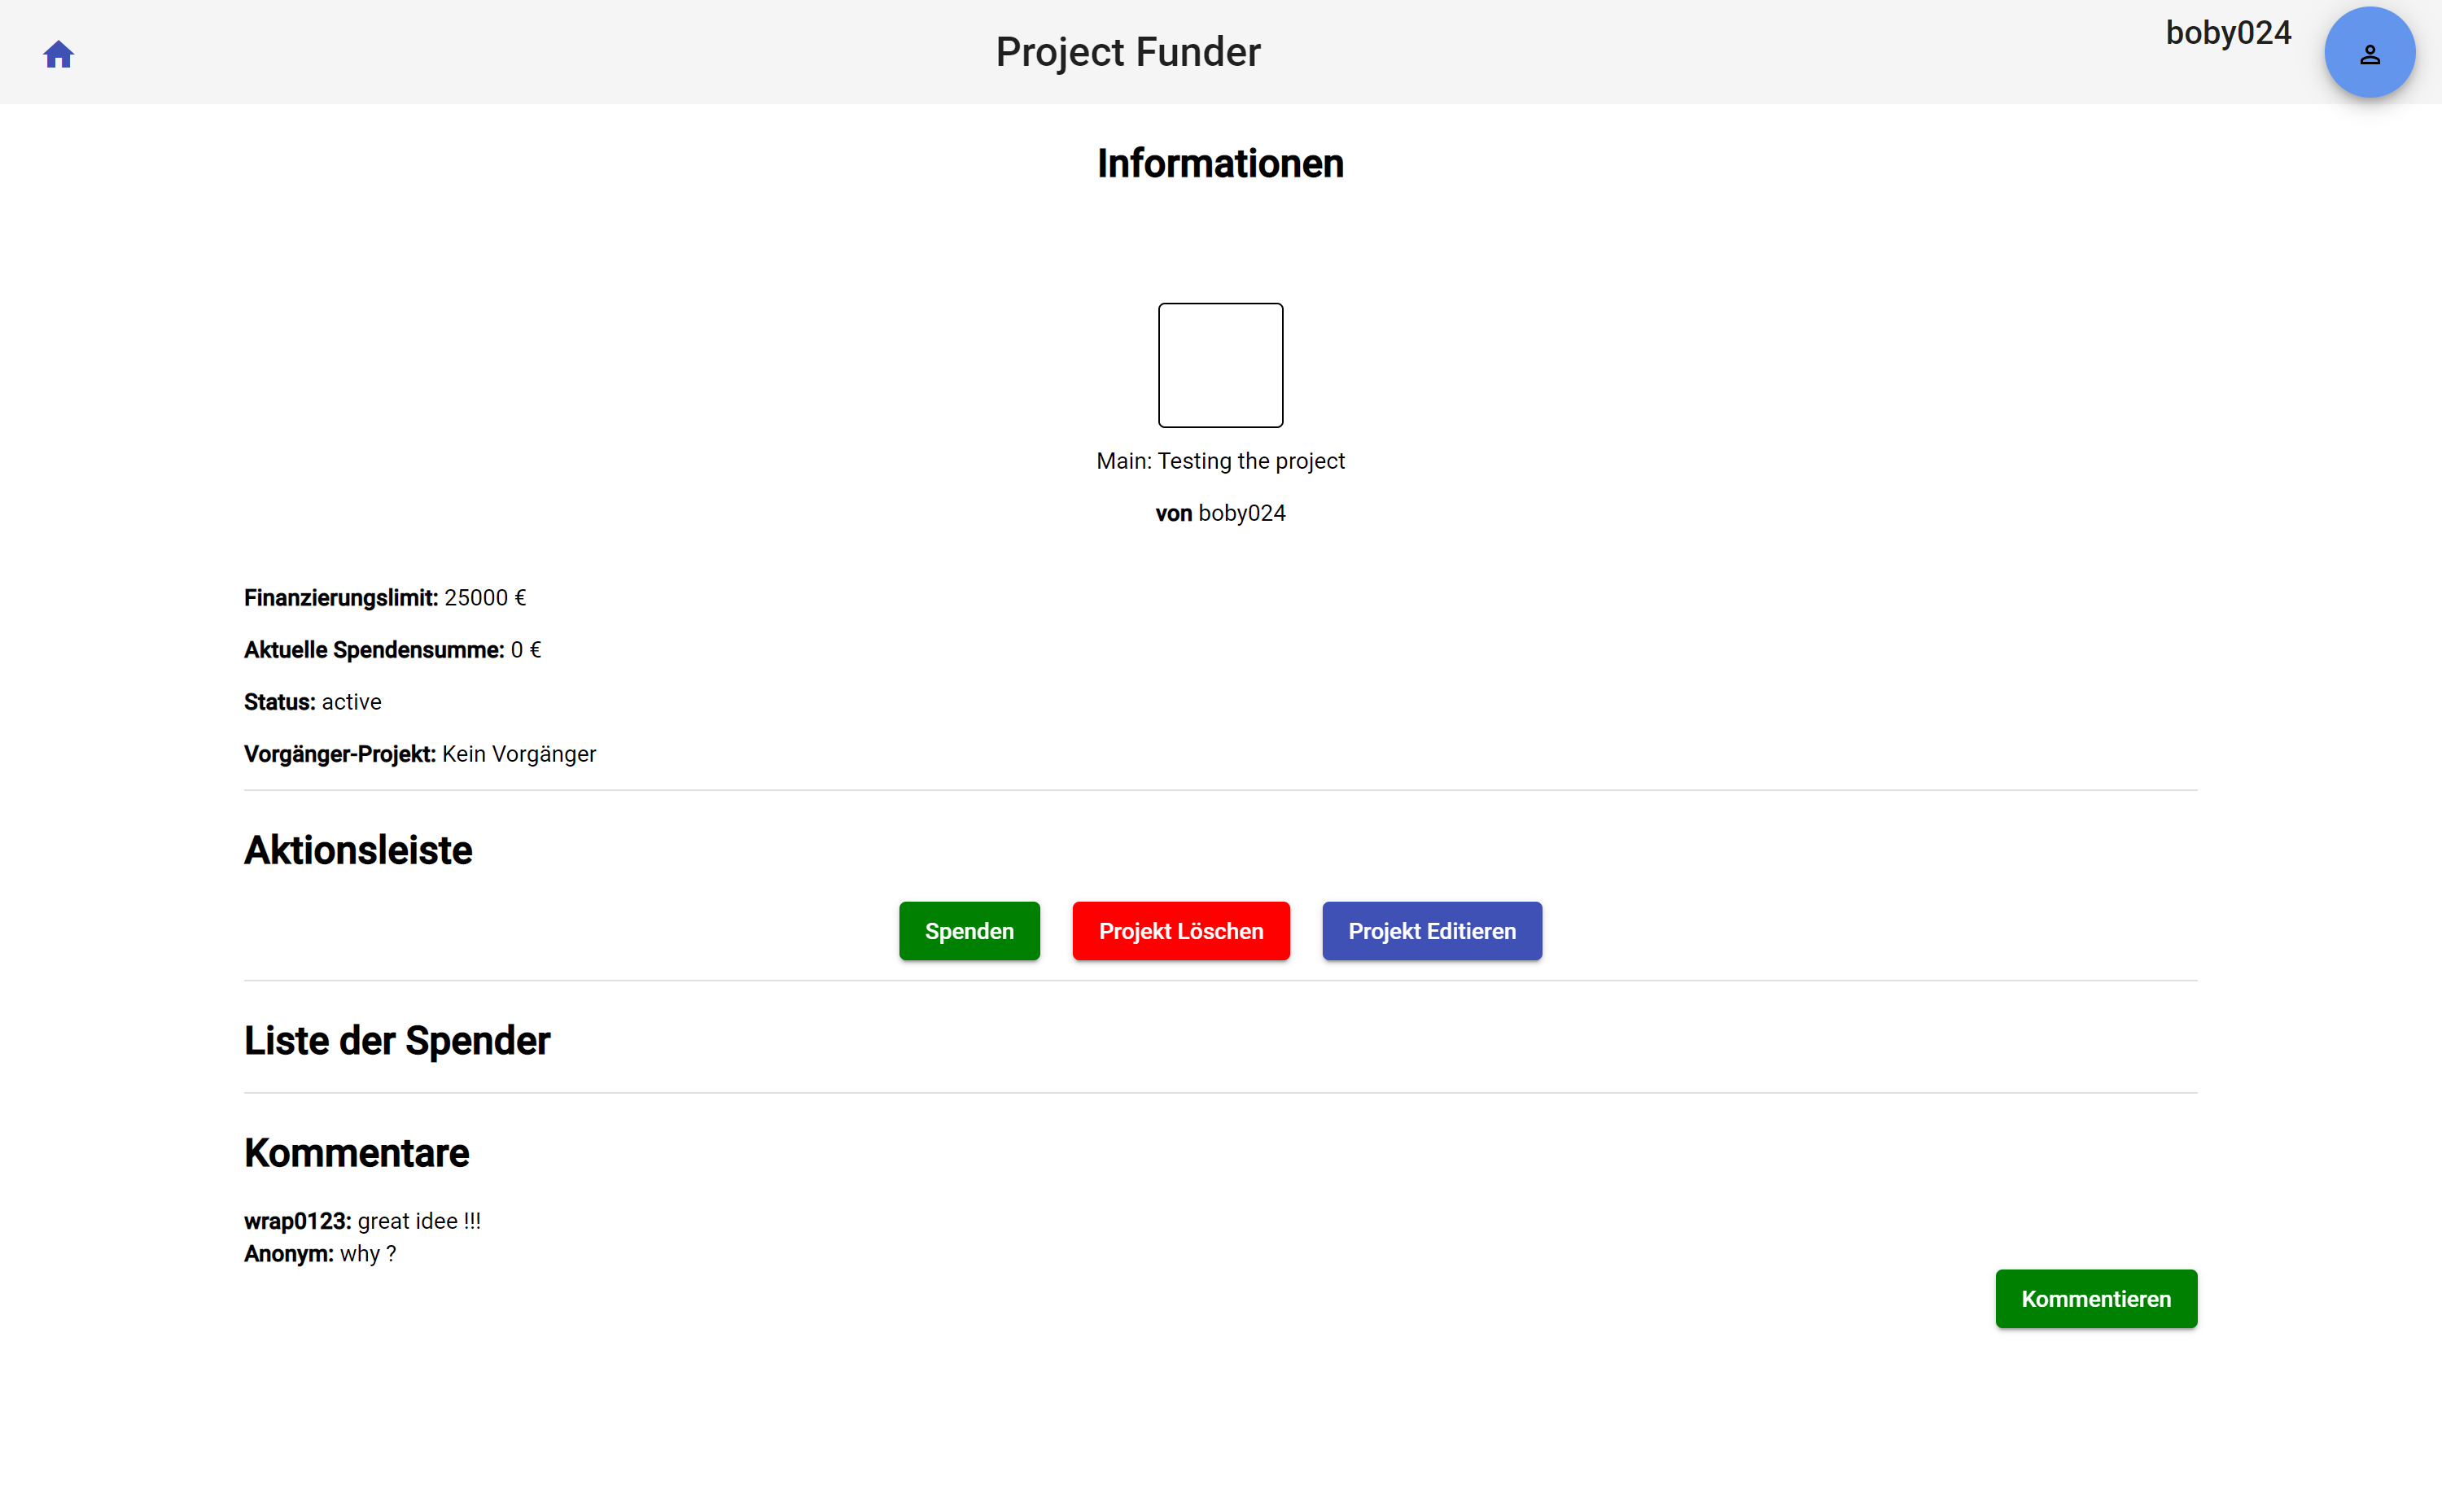 Project Funder
boby024
Informationen
Main: Testing the project
von boby024
Finanzierungslimit: 25000 €
Aktuelle Spendensumme: 0 €
Status: active
Vorgänger-Projekt: Kein Vorgänger
Aktionsleiste
Spenden Projekt Löschen Projekt Editieren
Liste der Spender
Kommentare
wrap0123: great idee !!!
Anonym: why ?
Kommentieren